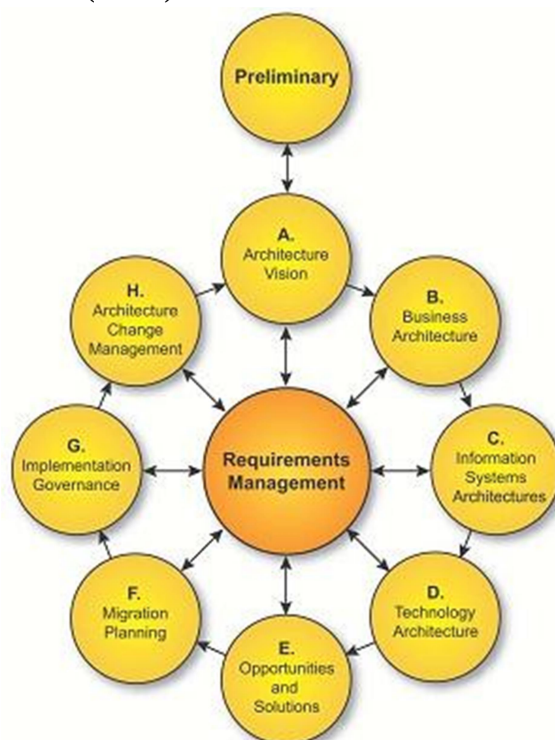 Preliminary
A.
Architecture
Vision
H.
Architecture
Change
Management
B.
Business
Architecture
G.
Implementation
Governance
Requirements
Management
C.
Information
Systems
Architectures
F.
Migration
Planning
D.
Technology
Architecture
E.
Opportunities
and
Solutions